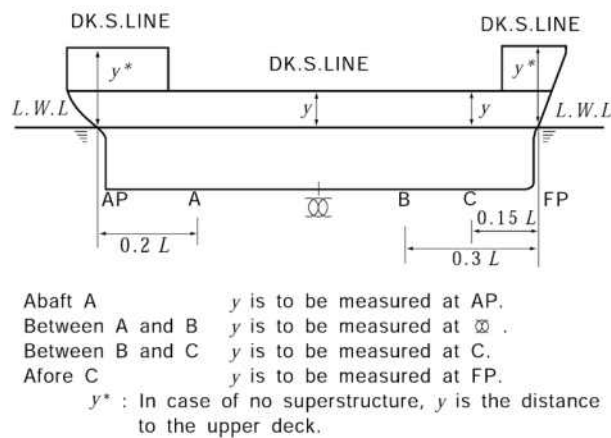 DK.S.LINE
DK.S.LINE
DK.S.LINE
y*
y*
L.W.L
y
y
L.W.L
AP
A
B
C
FP
0.15 L
0.2 L
0.3 L
Abaft A y is to be measured at AP.
Between A and B y is to be measured at .
Between B and C y is to be measured at C.
Afore C y is to be measured at FP.
y* : In case of no superstructure, y is the distance
to the upper deck.